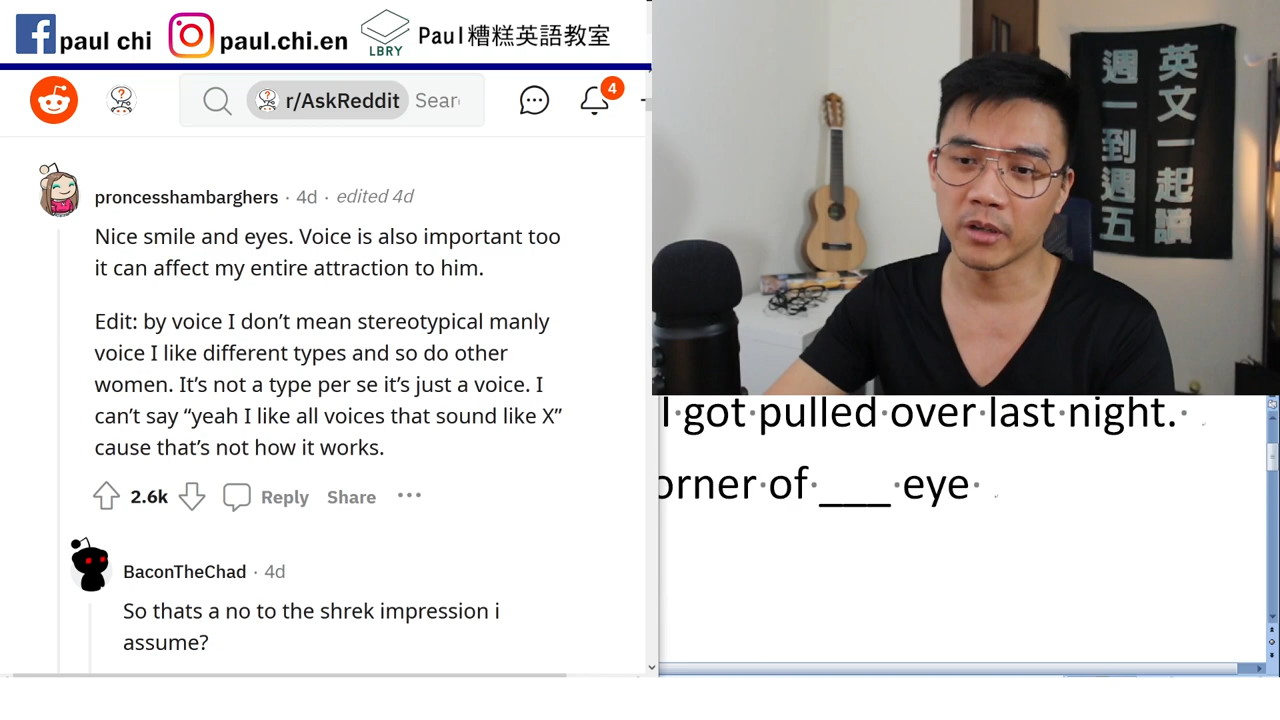 paul chi
paul.chi.en
LBRY
Paul糟糕英語教室
r/AskReddit Sear
4
proncesshambarghers · 4d · edited 4d
Nice smile and eyes. Voice is also important too
it can affect my entire attraction to him.
Edit: by voice I don’t mean stereotypical manly
voice I like different types and so do other
women. It’s not a type per se it’s just a voice. I
can’t say “yeah I like all voices that sound like X”
cause that’s not how it works.
2.6k Reply Share
BaconTheChad · 4d
So thats a no to the shrek impression i
assume?
英文一起讀
週一到週五
I·got·pulled·over·last·night.·
orner·of·___·eye·